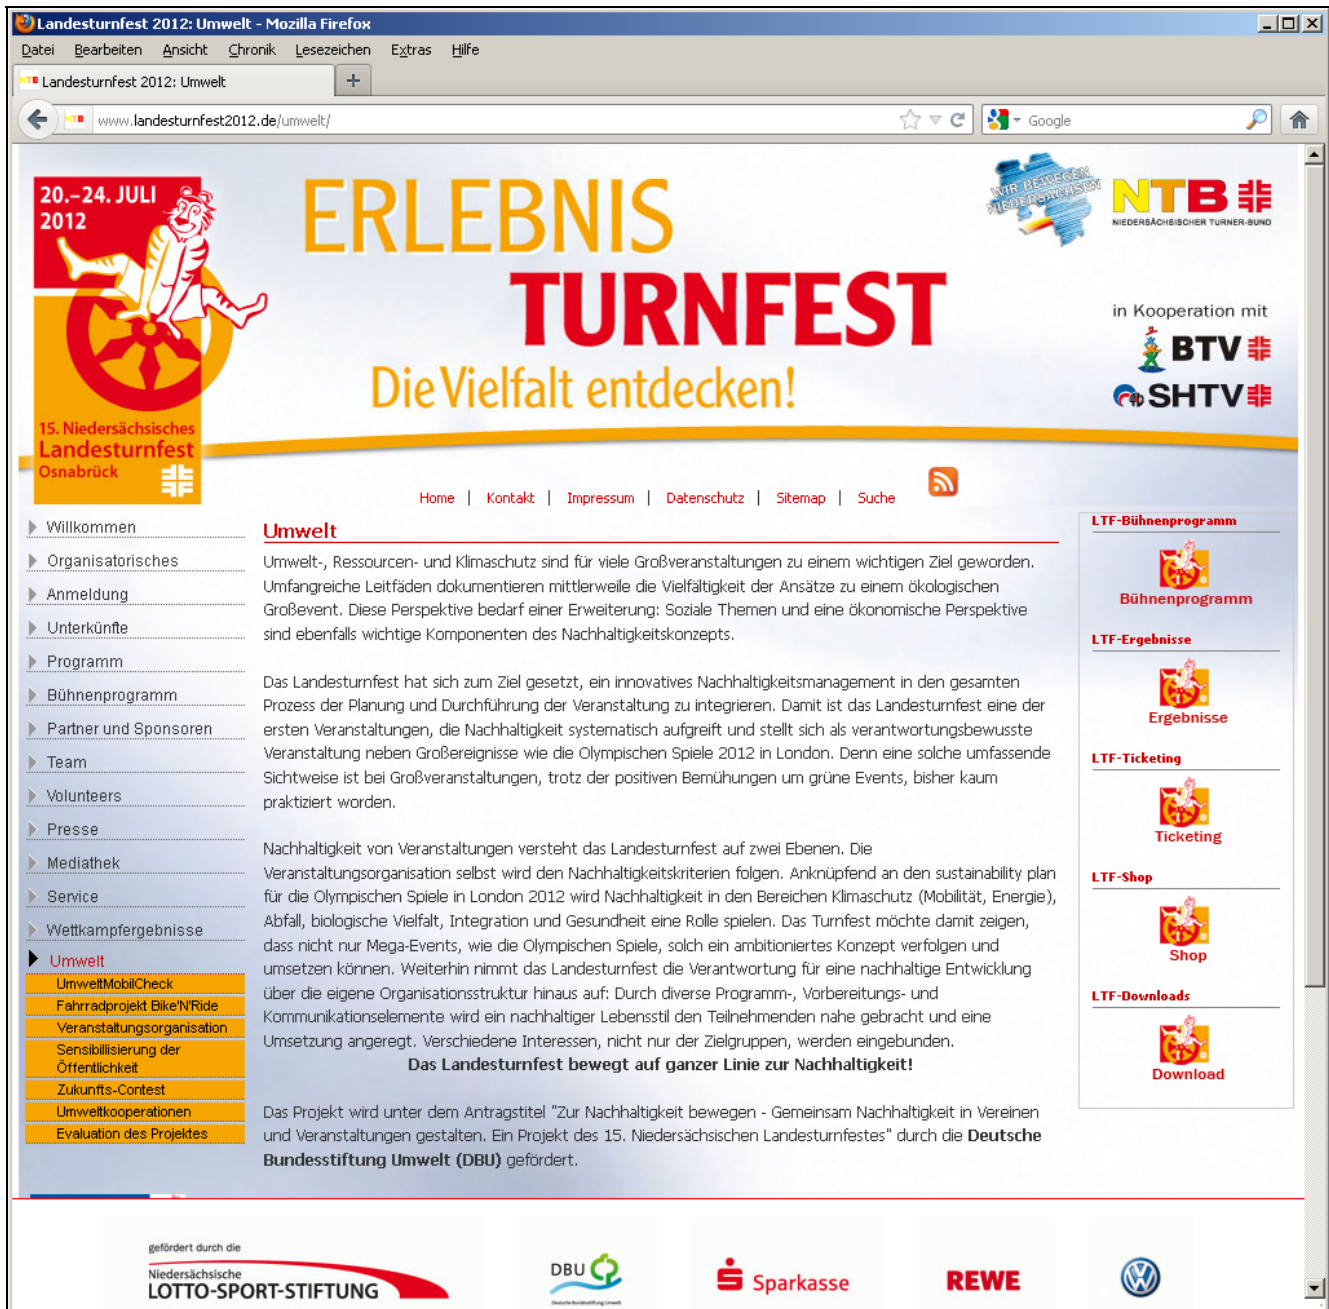 Landesturnfest 2012: Umwelt - Mozilla Firefox
Datei Bearbeiten Ansicht Chronik Lesezeichen Extras Hilfe
NTB Landesturnfest 2012: Umwelt +
NTB www.landesturnfest2012.de/umwelt/
Google
20.–24. JULI
2012
15. Niedersächsisches
Landesturnfest
Osnabrück
ERLEBNIS
TURNFEST
Die Vielfalt entdecken!
WIR BEWEGEN
NIEDERSACHSEN
NTB
NIEDERSÄCHSISCHER TURNER-BUND
in Kooperation mit
BTV
SHTV
Home | Kontakt | Impressum | Datenschutz | Sitemap | Suche
Willkommen
Organisatorisches
Anmeldung
Unterkünfte
Programm
Bühnenprogramm
Partner und Sponsoren
Team
Volunteers
Presse
Mediathek
Service
Wettkampfergebnisse
Umwelt
UmweltMobilCheck
Fahrradprojekt Bike'N'Ride
Veranstaltungsorganisation
Sensibillisierung der
Öffentlichkeit
Zukunfts-Contest
Umweltkooperationen
Evaluation des Projektes
Umwelt
Umwelt-, Ressourcen- und Klimaschutz sind für viele Großveranstaltungen zu einem wichtigen Ziel geworden.
Umfangreiche Leitfäden dokumentieren mittlerweile die Vielfältigkeit der Ansätze zu einem ökologischen
Großevent. Diese Perspektive bedarf einer Erweiterung: Soziale Themen und eine ökonomische Perspektive
sind ebenfalls wichtige Komponenten des Nachhaltigkeitskonzepts.
Das Landesturnfest hat sich zum Ziel gesetzt, ein innovatives Nachhaltigkeitsmanagement in den gesamten
Prozess der Planung und Durchführung der Veranstaltung zu integrieren. Damit ist das Landesturnfest eine der
ersten Veranstaltungen, die Nachhaltigkeit systematisch aufgreift und stellt sich als verantwortungsbewusste
Veranstaltung neben Großereignisse wie die Olympischen Spiele 2012 in London. Denn eine solche umfassende
Sichtweise ist bei Großveranstaltungen, trotz der positiven Bemühungen um grüne Events, bisher kaum
praktiziert worden.
Nachhaltigkeit von Veranstaltungen versteht das Landesturnfest auf zwei Ebenen. Die
Veranstaltungsorganisation selbst wird den Nachhaltigkeitskriterien folgen. Anknüpfend an den sustainability plan
für die Olympischen Spiele in London 2012 wird Nachhaltigkeit in den Bereichen Klimaschutz (Mobilität, Energie),
Abfall, biologische Vielfalt, Integration und Gesundheit eine Rolle spielen. Das Turnfest möchte damit zeigen,
dass nicht nur Mega-Events, wie die Olympischen Spiele, solch ein ambitioniertes Konzept verfolgen und
umsetzen können. Weiterhin nimmt das Landesturnfest die Verantwortung für eine nachhaltige Entwicklung
über die eigene Organisationsstruktur hinaus auf: Durch diverse Programm-, Vorbereitungs- und
Kommunikationselemente wird ein nachhaltiger Lebensstil den Teilnehmenden nahe gebracht und eine
Umsetzung angeregt. Verschiedene Interessen, nicht nur der Zielgruppen, werden eingebunden.
Das Landesturnfest bewegt auf ganzer Linie zur Nachhaltigkeit!
Das Projekt wird unter dem Antragstitel "Zur Nachhaltigkeit bewegen - Gemeinsam Nachhaltigkeit in Vereinen
und Veranstaltungen gestalten. Ein Projekt des 15. Niedersächsischen Landesturnfestes" durch die Deutsche
Bundesstiftung Umwelt (DBU) gefördert.
LTF-Bühnenprogramm
Bühnenprogramm
LTF-Ergebnisse
Ergebnisse
LTF-Ticketing
Ticketing
LTF-Shop
Shop
LTF-Downloads
Download
gefördert durch die
Niedersächsische
LOTTO-SPORT-STIFTUNG
DBU
Deutsche Bundesstiftung Umwelt
Sparkasse
REWE